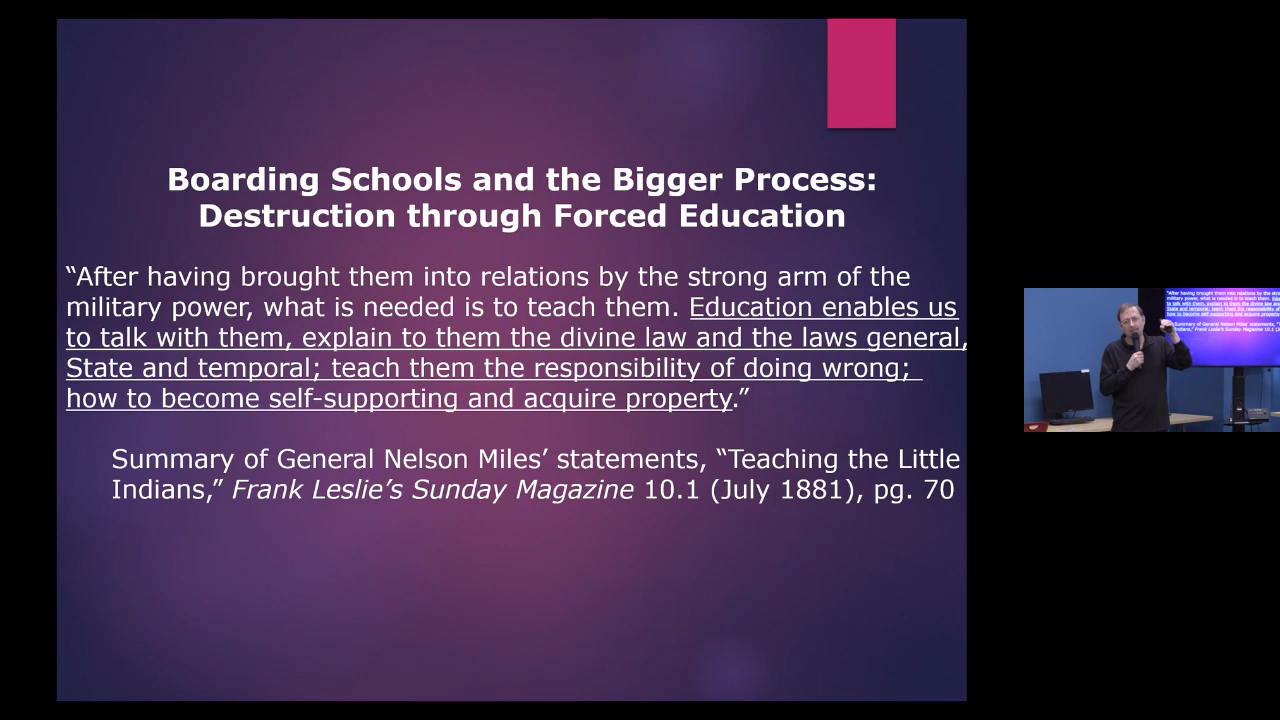 Boarding Schools and the Bigger Process:
Destruction through Forced Education
“After having brought them into relations by the strong arm of the
military power, what is needed is to teach them. Education enables us
to talk with them, explain to them the divine law and the laws general,
State and temporal; teach them the responsibility of doing wrong;
how to become self-supporting and acquire property.”
Summary of General Nelson Miles’ statements, “Teaching the Little
Indians,” Frank Leslie’s Sunday Magazine 10.1 (July 1881), pg. 70